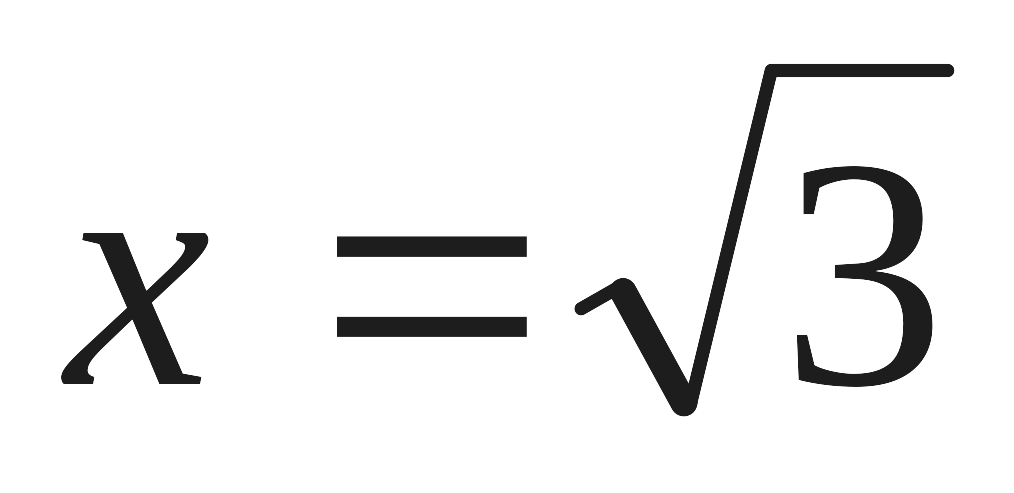 x = √3